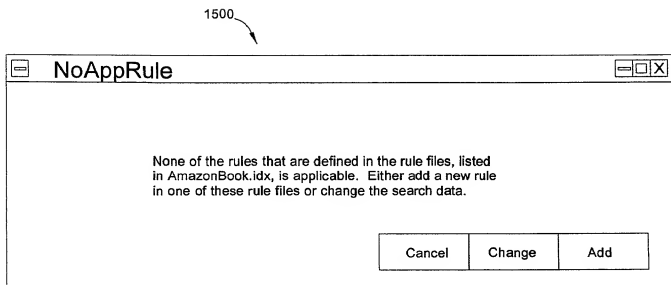 1500
NoAppRule
None of the rules that are defined in the rule files, listed
in AmazonBook.idx, is applicable. Either add a new rule
in one of these rule files or change the search data.
Cancel Change Add